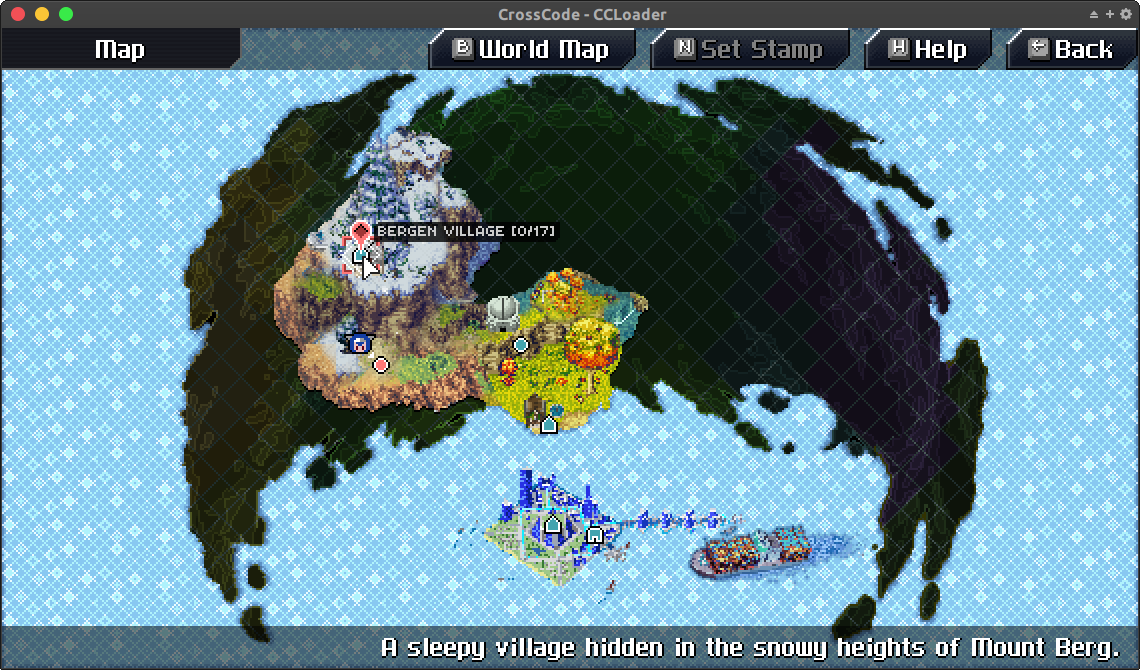 CrossCode - CCLoader
Map
B World Map
N Set Stamp
H Help
Back
BERGEN VILLAGE [0/17]
A sleepy village hidden in the snowy heights of Mount Berg.